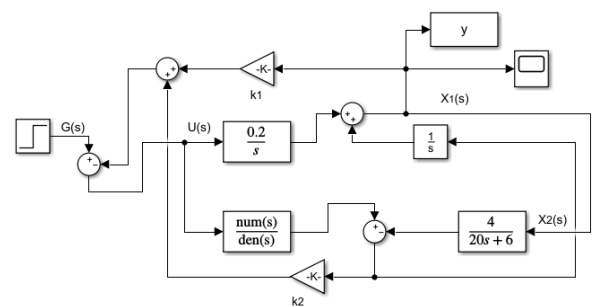 y
-K-
k1
X1(s)
G(s)
U(s)
0.2
s
1
s
num(s)
den(s)
4
20s + 6
X2(s)
-K-
k2